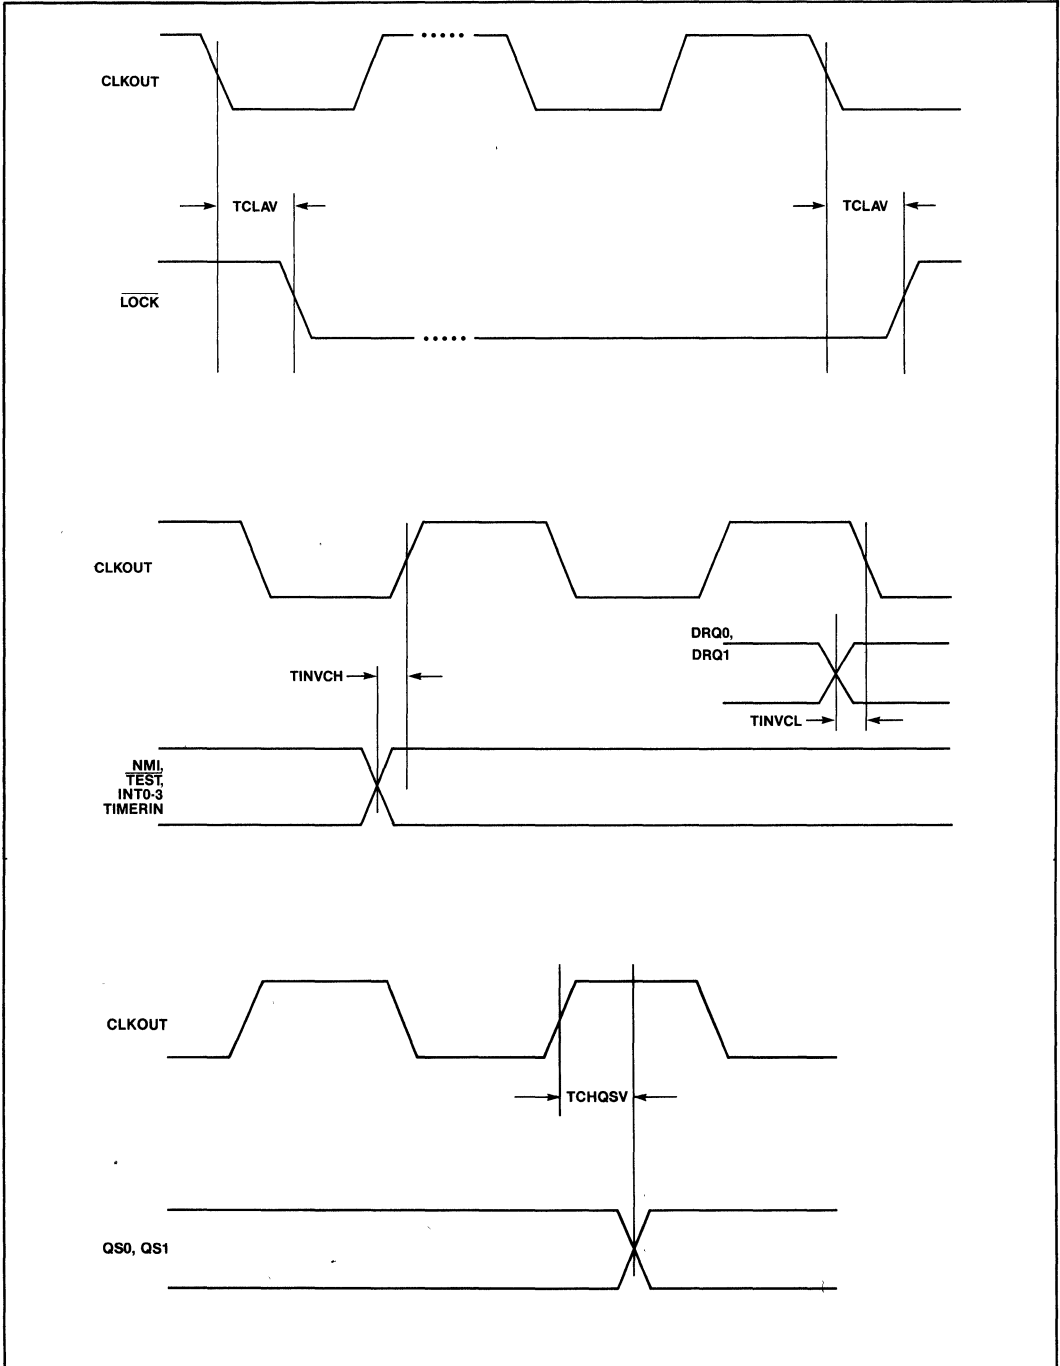 CLKOUT
TCLAV
TCLAV
LOCK
CLKOUT
DRQ0,
DRQ1
TINVCH
TINVCL
NMI,
TEST,
INT0-3
TIMERIN
CLKOUT
TCHQSV
QS0, QS1